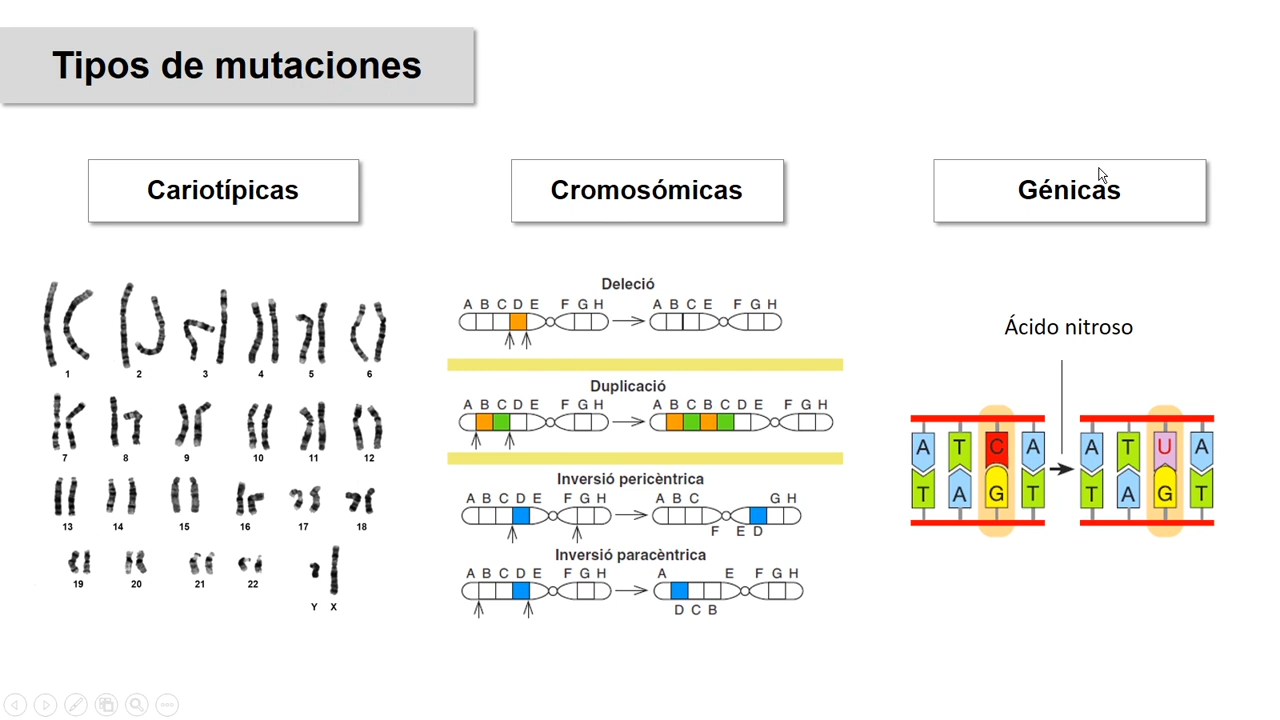 Tipos de mutaciones
Cariotípicas
Cromosómicas
Génicas
1 2 3 4 5 6
7 8 9 10 11 12
13 14 15 16 17 18
19 20 21 22
Y X
Deleció
A B C D E F G H
A B C E F G H
Duplicació
A B C D E F G H
A B C B C D E F G H
Inversió pericèntrica
A B C D E F G H
A B C G H
F E D
Inversió paracèntrica
A B C D E F G H
A E F G H
D C B
Ácido nitroso
A T C A
T A G T
A T U A
T A G T